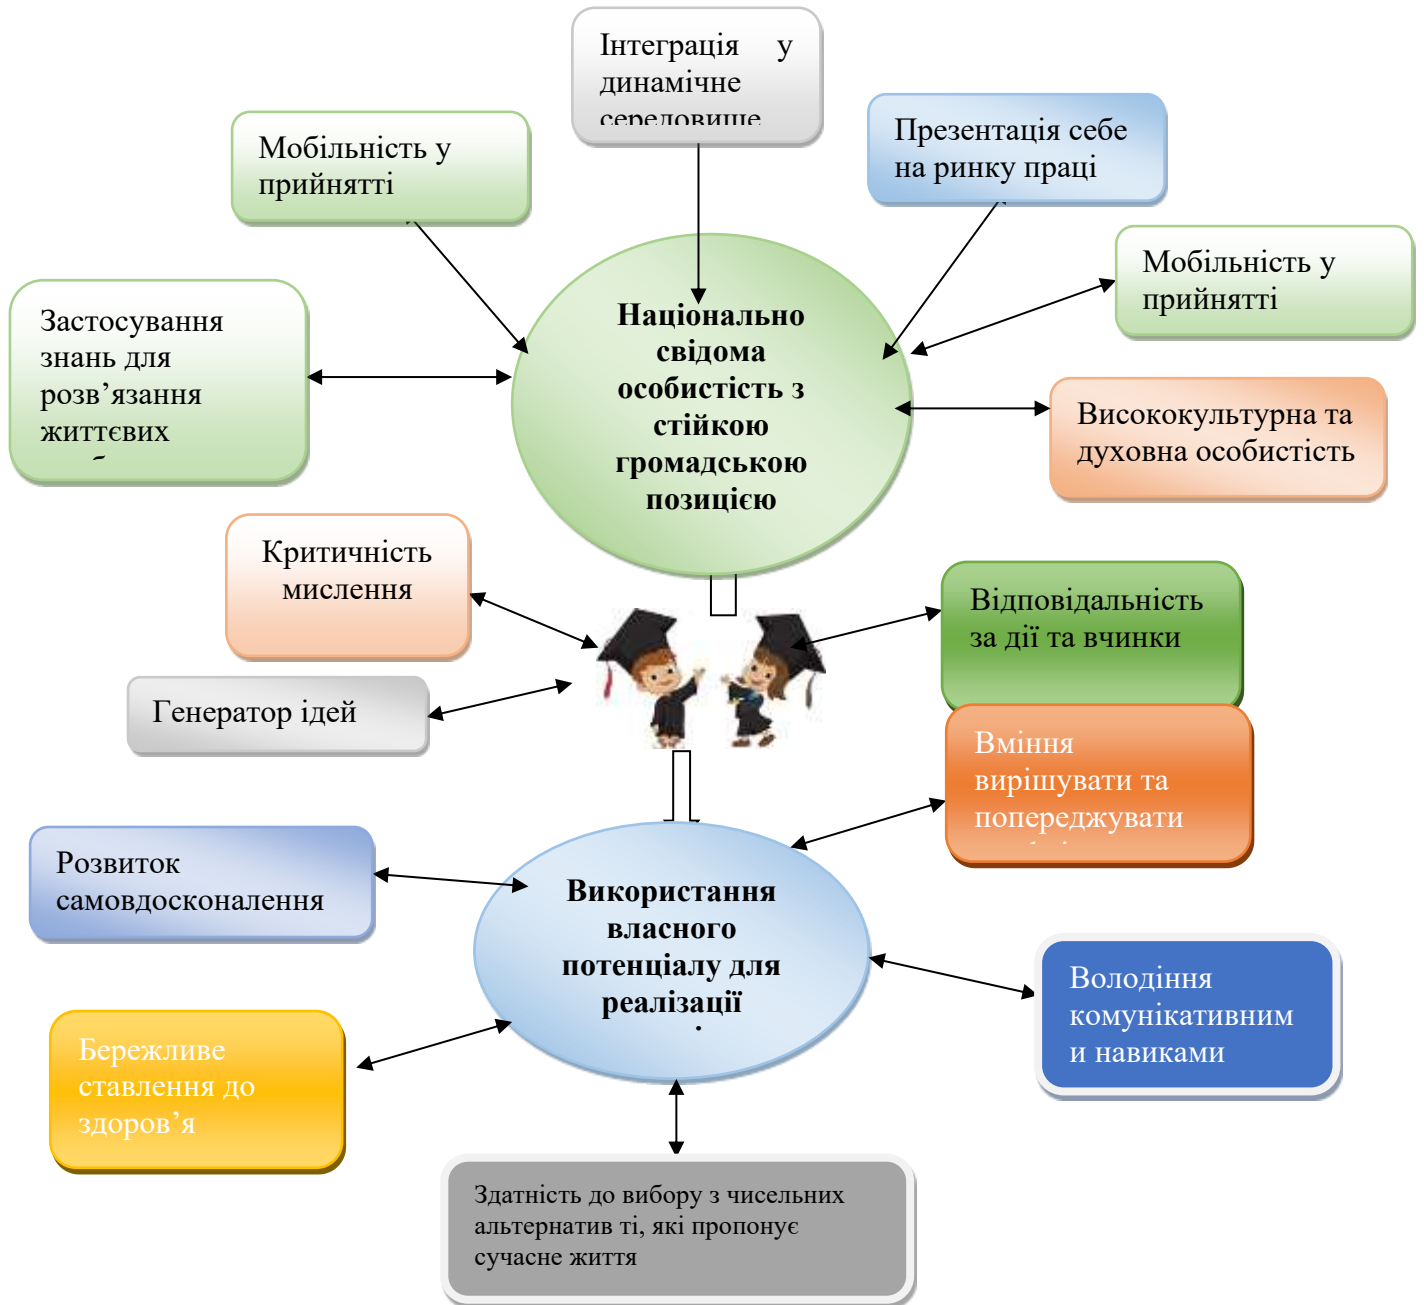 Інтеграція у
динамічне
середовище
Мобільність у
прийнятті
Презентація себе
на ринку праці
Мобільність у
прийнятті
Застосування
знань для
розв’язання
життєвих
Національно
свідома
особистість з
стійкою
громадською
позицією
Висококультурна та
духовна особистість
Критичність
мислення
Відповідальність
за дії та вчинки
Генератор ідей
Вміння
вирішувати та
попереджувати
Розвиток
самовдосконалення
Використання
власного
потенціалу для
реалізації
Володіння
комунікативним
и навиками
Бережливе
ставлення до
здоров’я
Здатність до вибору з чисельних
альтернатив ті, які пропонує
сучасне життя